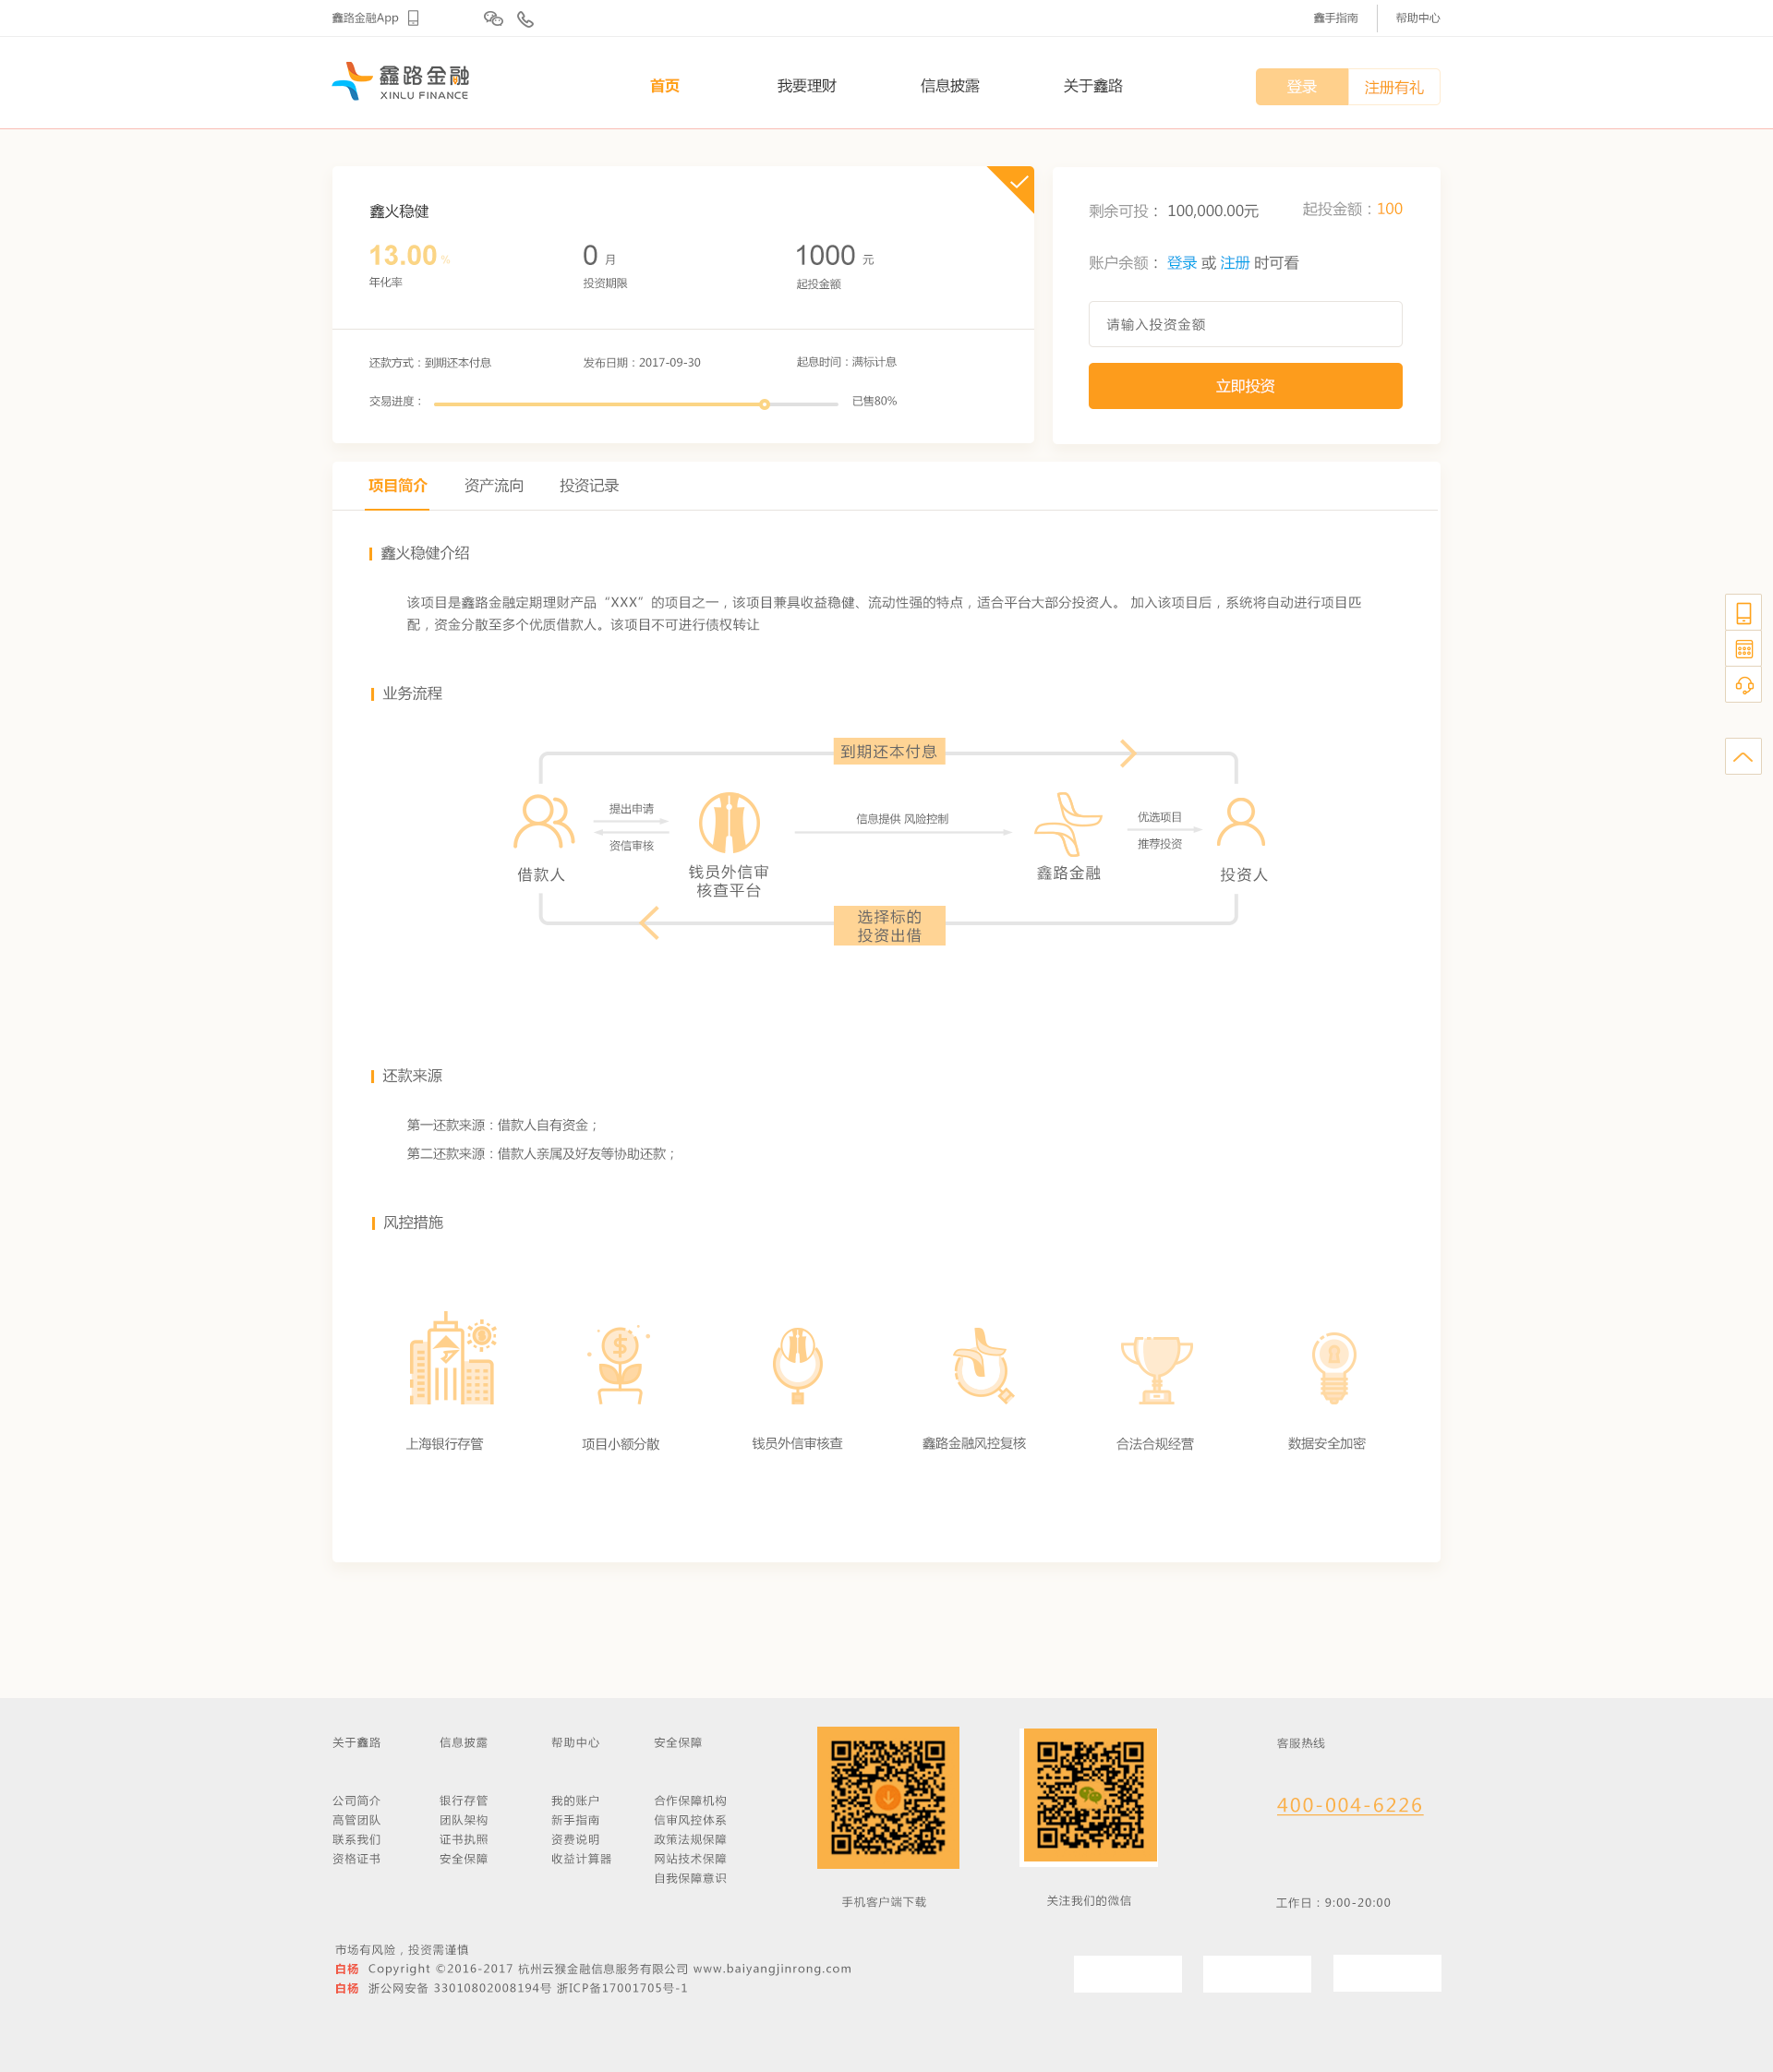 鑫路金融App
鑫手指南
帮助中心
鑫路金融
XINLU FINANCE
首页
我要理财
信息披露
关于鑫路
登录
注册有礼
鑫火稳健
13.00 %
年化率
0 月
投资期限
1000 元
起投金额
还款方式：到期还本付息
发布日期：2017-09-30
起息时间：满标计息
交易进度：
已售80%
剩余可投： 100,000.00元
起投金额：100
账户余额： 登录 或 注册 时可看
请输入投资金额
立即投资
项目简介
资产流向
投资记录
鑫火稳健介绍
该项目是鑫路金融定期理财产品“XXX”的项目之一，该项目兼具收益稳健、流动性强的特点，适合平台大部分投资人。 加入该项目后，系统将自动进行项目匹
配，资金分散至多个优质借款人。该项目不可进行债权转让
业务流程
到期还本付息
提出申请
资信审核
信息提供 风险控制
优选项目
推荐投资
借款人
钱员外信审
核查平台
鑫路金融
投资人
选择标的
投资出借
还款来源
第一还款来源：借款人自有资金；
第二还款来源：借款人亲属及好友等协助还款；
风控措施
上海银行存管
项目小额分散
钱员外信审核查
鑫路金融风控复核
合法合规经营
数据安全加密
关于鑫路
公司简介
高管团队
联系我们
资格证书
信息披露
银行存管
团队架构
证书执照
安全保障
帮助中心
我的账户
新手指南
资费说明
收益计算器
安全保障
合作保障机构
信审风控体系
政策法规保障
网站技术保障
自我保障意识
手机客户端下载
关注我们的微信
客服热线
400-004-6226
工作日：9:00-20:00
市场有风险，投资需谨慎
白杨 Copyright ©2016-2017 杭州云猴金融信息服务有限公司 www.baiyangjinrong.com
白杨 浙公网安备 33010802008194号 浙ICP备17001705号-1